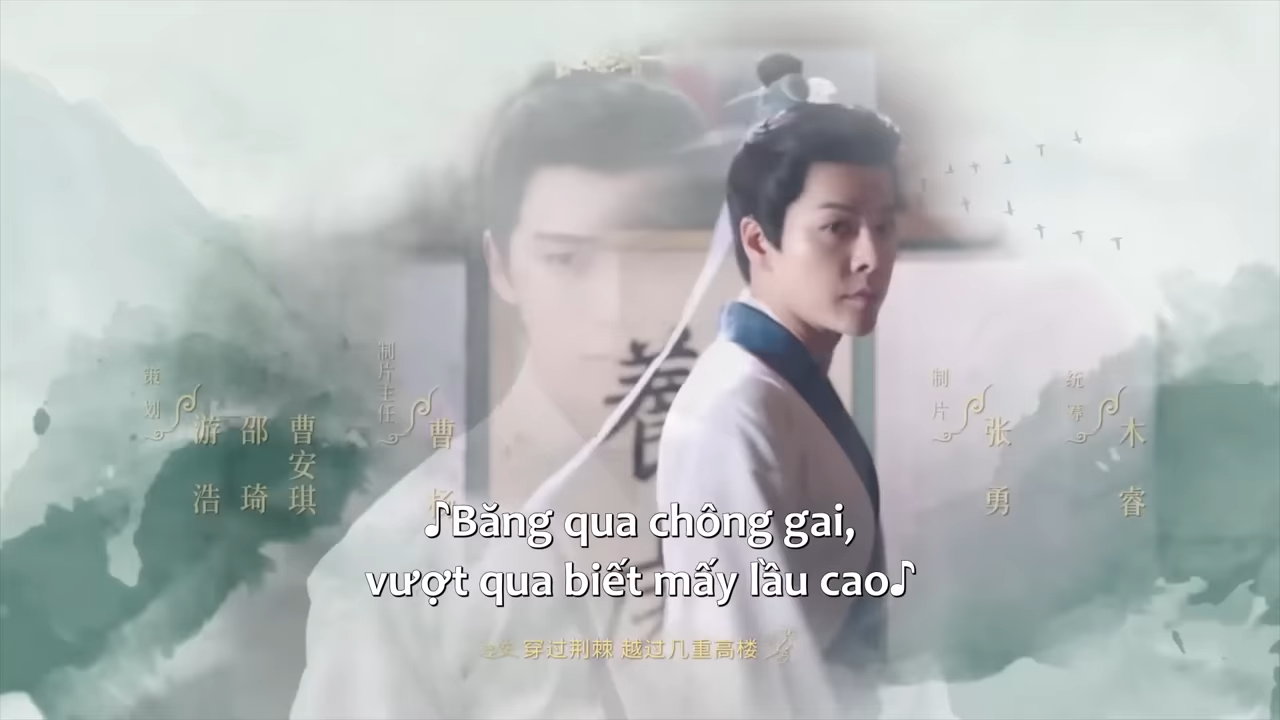 策划
游浩
邵琦
曹安琪
制片主任
曹
養
制片
张勇
统筹
木睿
♪Băng qua chông gai,
vượt qua biết mấy lầu cao♪
穿过荆棘 越过几重高楼